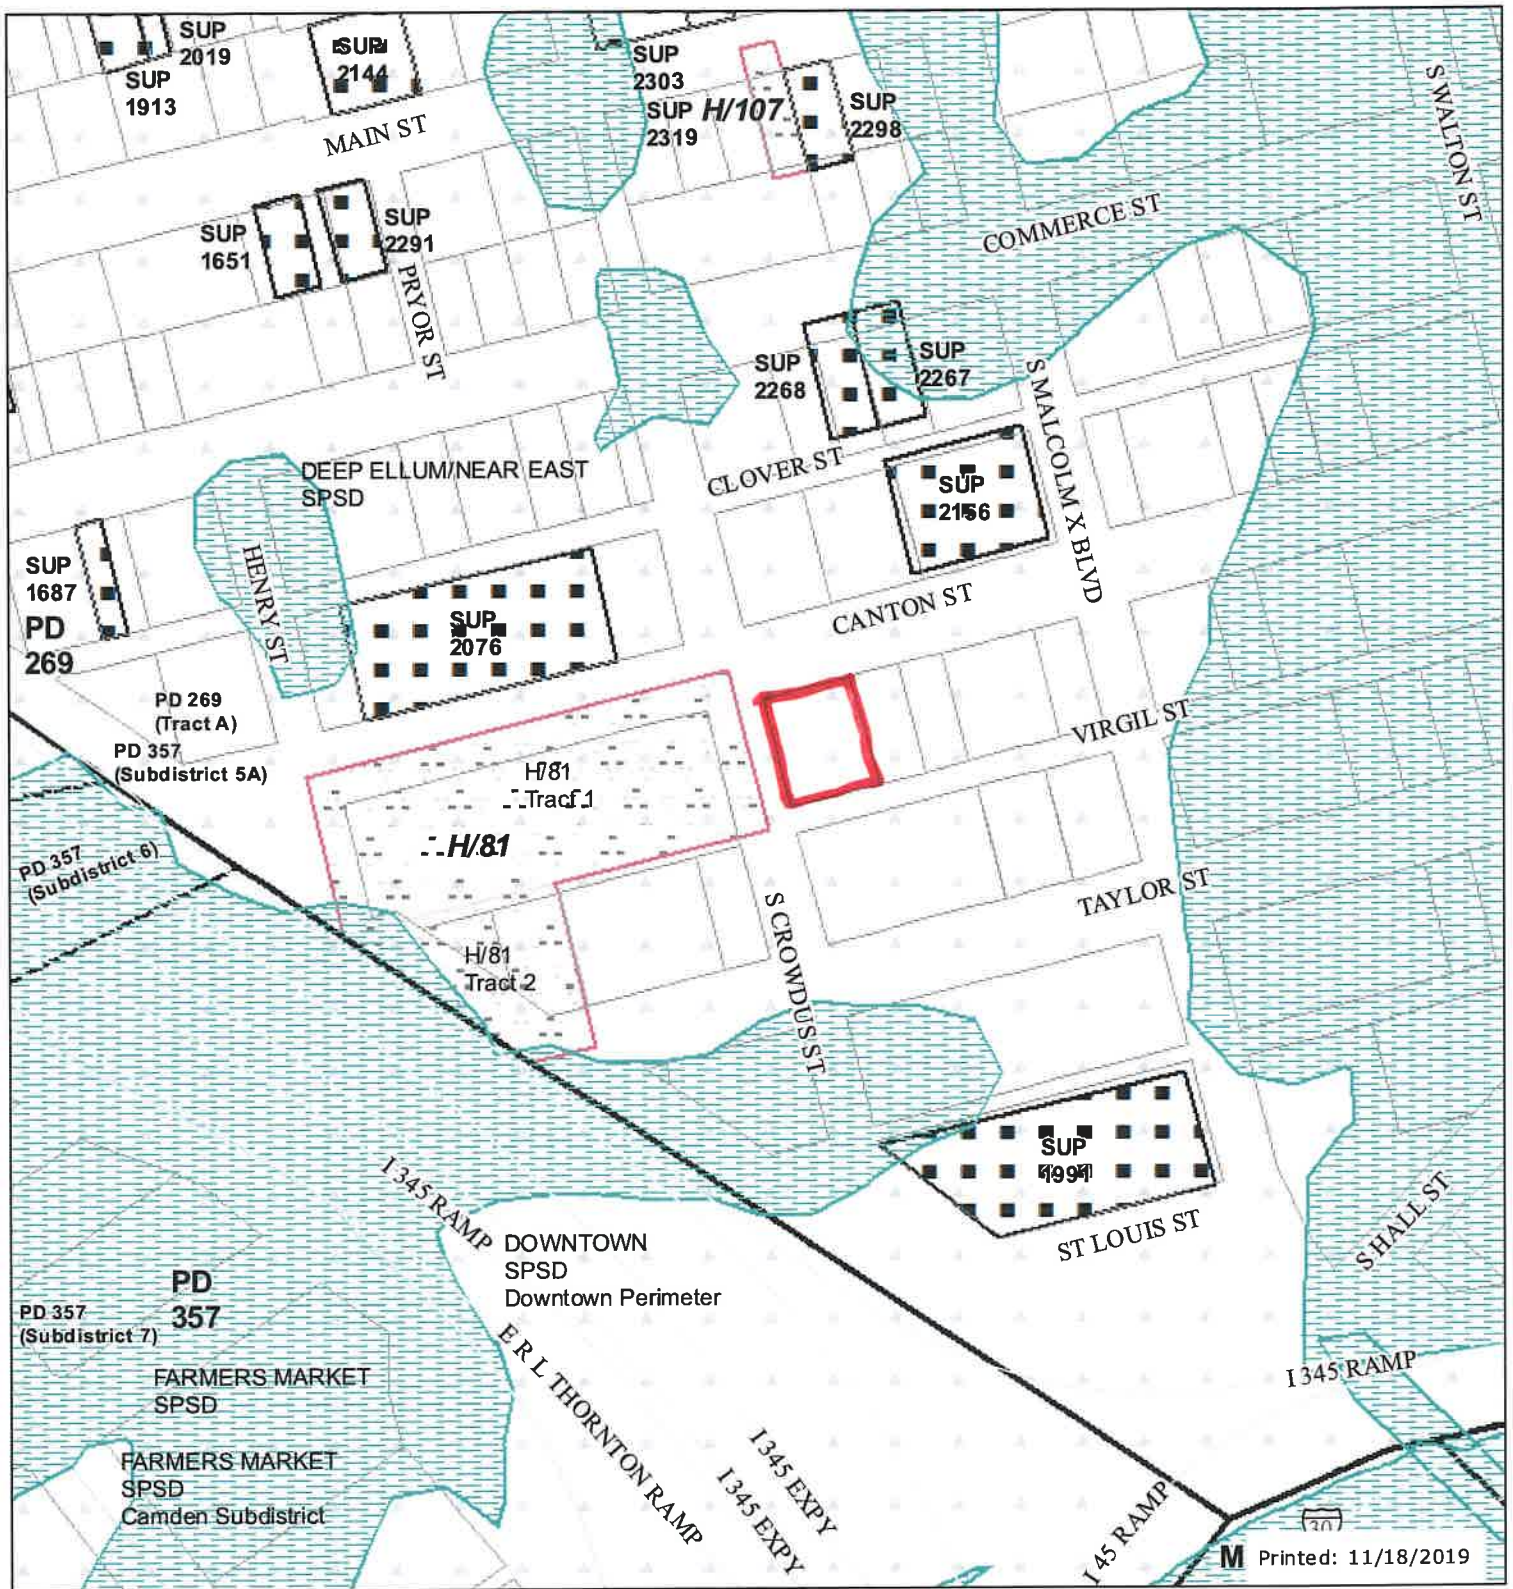 SUP
2019
SUP
1913
SUP
2144
MAIN ST
SUP
2303
SUP
2319
H/107
SUP
2298
S WALTON ST
COMMERCE ST
SUP
1651
SUP
2291
PRYOR ST
SUP
2268
SUP
2267
S MALCOLM X BLVD
CLOVER ST
DEEP ELLUM/NEAR EAST
SPSD
SUP
2156
SUP
1687
PD
269
HENRY ST
SUP
2076
CANTON ST
PD 269
(Tract A)
PD 357
(Subdistrict 5A)
VIRGIL ST
H/81
Tract 1
H/81
PD 357
(Subdistrict 6)
TAYLOR ST
S CROWDUS ST
H/81
Tract 2
SUP
1991
ST LOUIS ST
S HALL ST
I 345 RAMP
DOWNTOWN
SPSD
Downtown Perimeter
PD
357
PD 357
(Subdistrict 7)
FARMERS MARKET
SPSD
E R L THORNTON RAMP
I 345 RAMP
I 345 EXPY
I 345 EXPY
FARMERS MARKET
SPSD
Camden Subdistrict
I 45 RAMP
30
M Printed: 11/18/2019